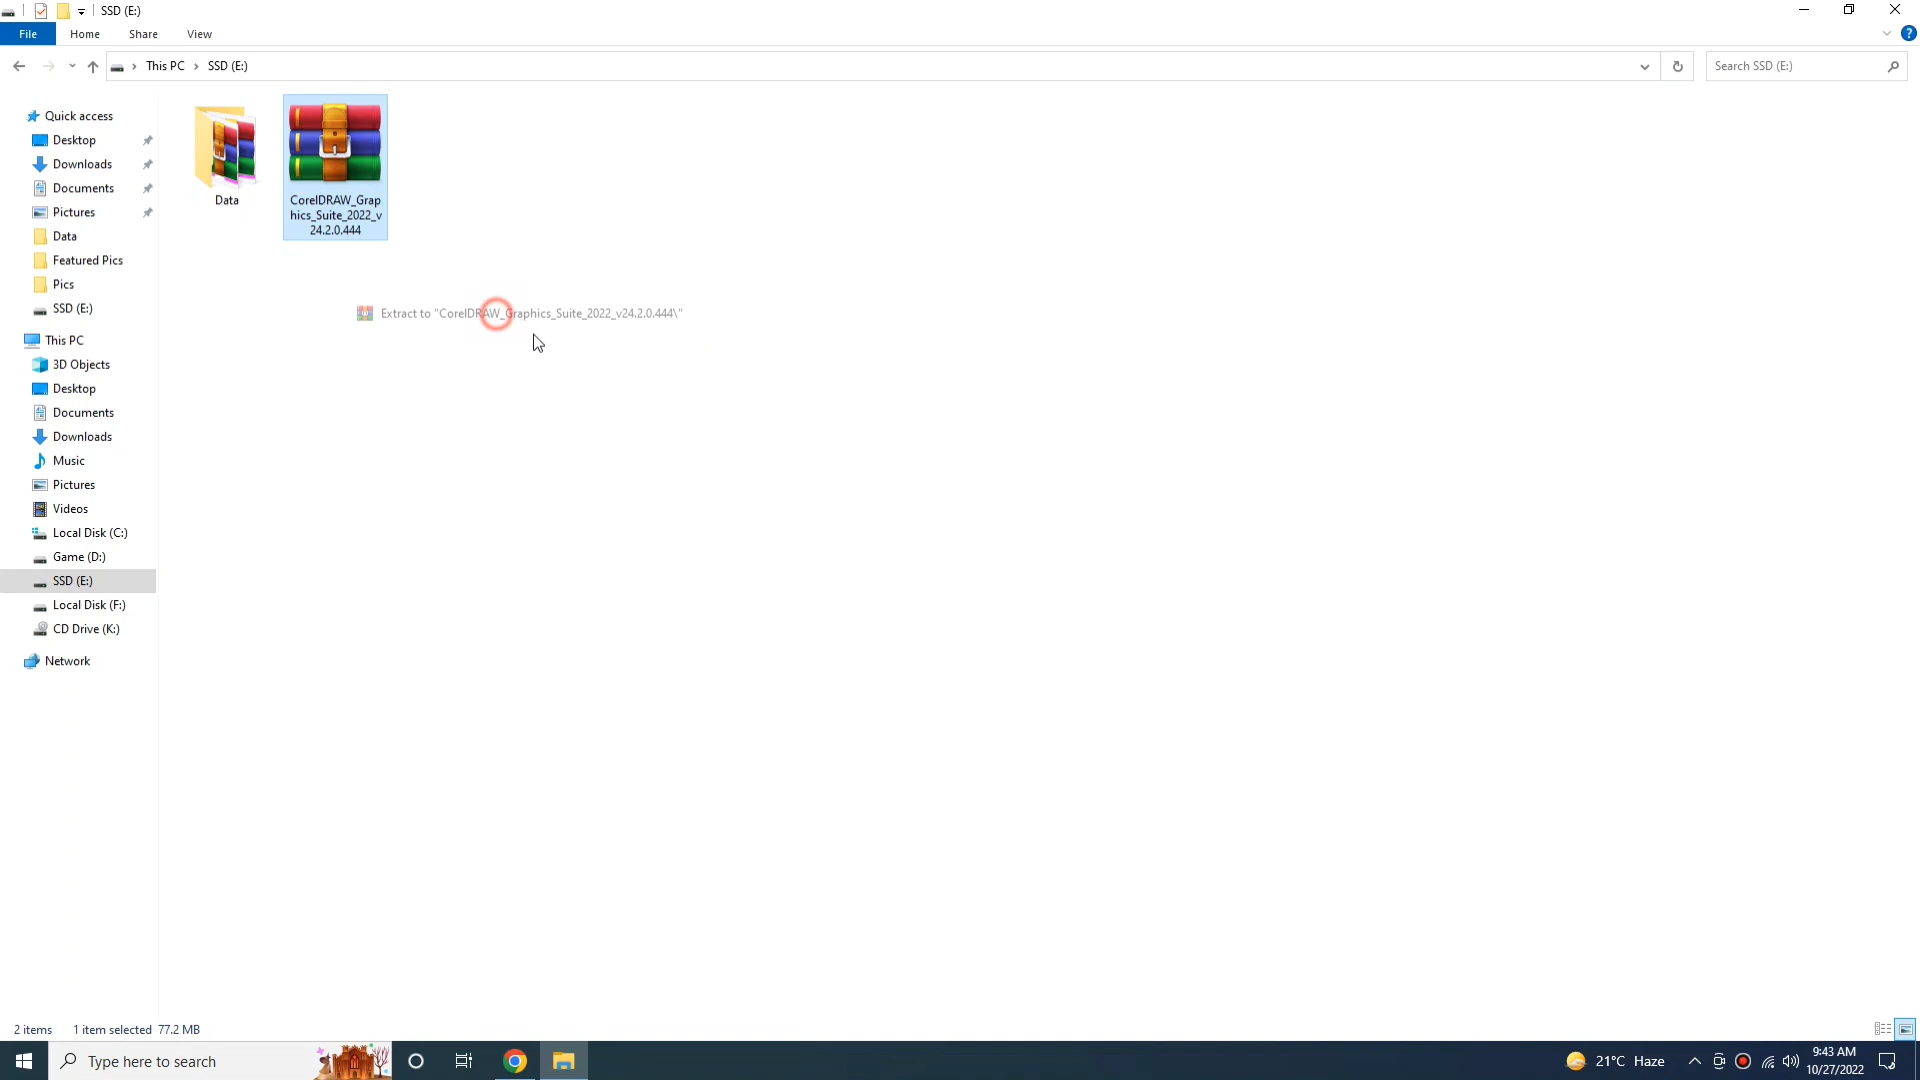 SSD (E:)
File Home Share View
This PC SSD (E:)
Search SSD (E:)
Quick access
Desktop
Downloads
Documents
Pictures
Data
Featured Pics
Pics
SSD (E:)
This PC
3D Objects
Desktop
Documents
Downloads
Music
Pictures
Videos
Local Disk (C:)
Game (D:)
SSD (E:)
Local Disk (F:)
CD Drive (K:)
Network
Data
CorelDRAW_Grap
hics_Suite_2022_v
24.2.0.444
Extract to "CorelDRAW_Graphics_Suite_2022_v24.2.0.444\"
2 items 1 item selected 77.2 MB
Type here to search
21°C Haze
9:43 AM
10/27/2022